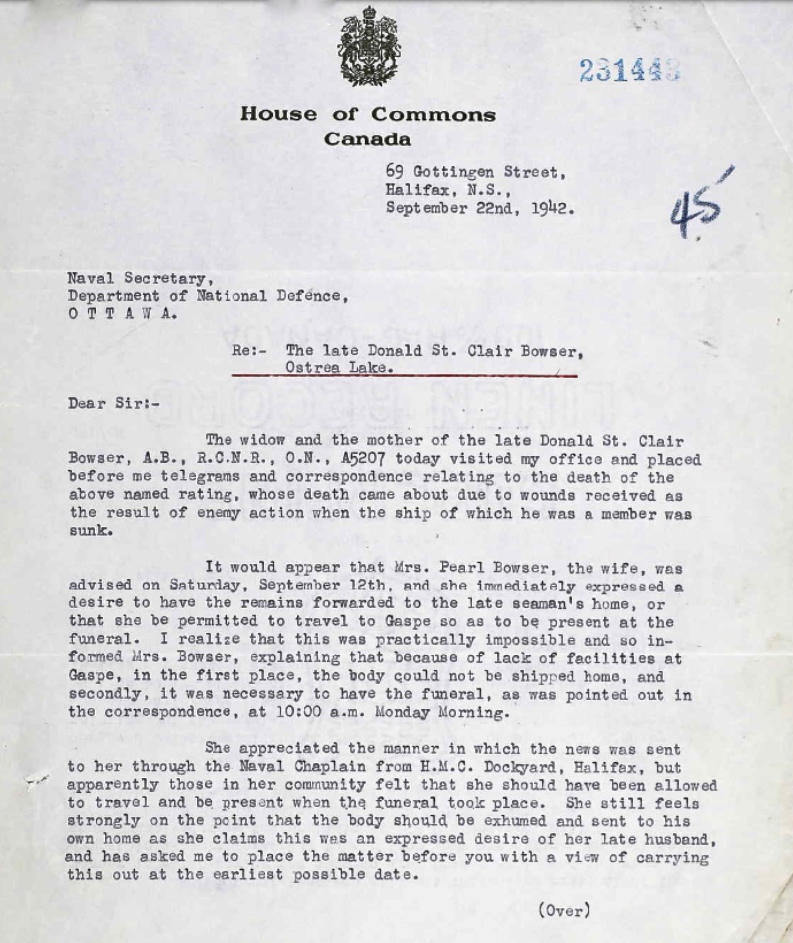 231443
House of Commons
Canada
69 Gottingen Street,
Halifax, N.S.,
September 22nd, 1942.
45
Naval Secretary,
Department of National Defence,
O T T A W A.
Re:- The late Donald St. Clair Bowser,
Ostrea Lake.
Dear Sir:-
The widow and the mother of the late Donald St. Clair
Bowser, A.B., R.C.N.R., O.N., A5207 today visited my office and placed
before me telegrams and correspondence relating to the death of the
above named rating, whose death came about due to wounds received as
the result of enemy action when the ship of which he was a member was
sunk.
It would appear that Mrs. Pearl Bowser, the wife, was
advised on Saturday, September 12th, and she immediately expressed a
desire to have the remains forwarded to the late seaman's home, or
that she be permitted to travel to Gaspe so as to be present at the
funeral. I realize that this was practically impossible and so in-
formed Mrs. Bowser, explaining that because of lack of facilities at
Gaspe, in the first place, the body could not be shipped home, and
secondly, it was necessary to have the funeral, as was pointed out in
the correspondence, at 10:00 a.m. Monday Morning.
She appreciated the manner in which the news was sent
to her through the Naval Chaplain from H.M.C. Dockyard, Halifax, but
apparently those in her community felt that she should have been allowed
to travel and be present when the funeral took place. She still feels
strongly on the point that the body should be exhumed and sent to his
own home as she claims this was an expressed desire of her late husband,
and has asked me to place the matter before you with a view of carrying
this out at the earliest possible date.
(Over)